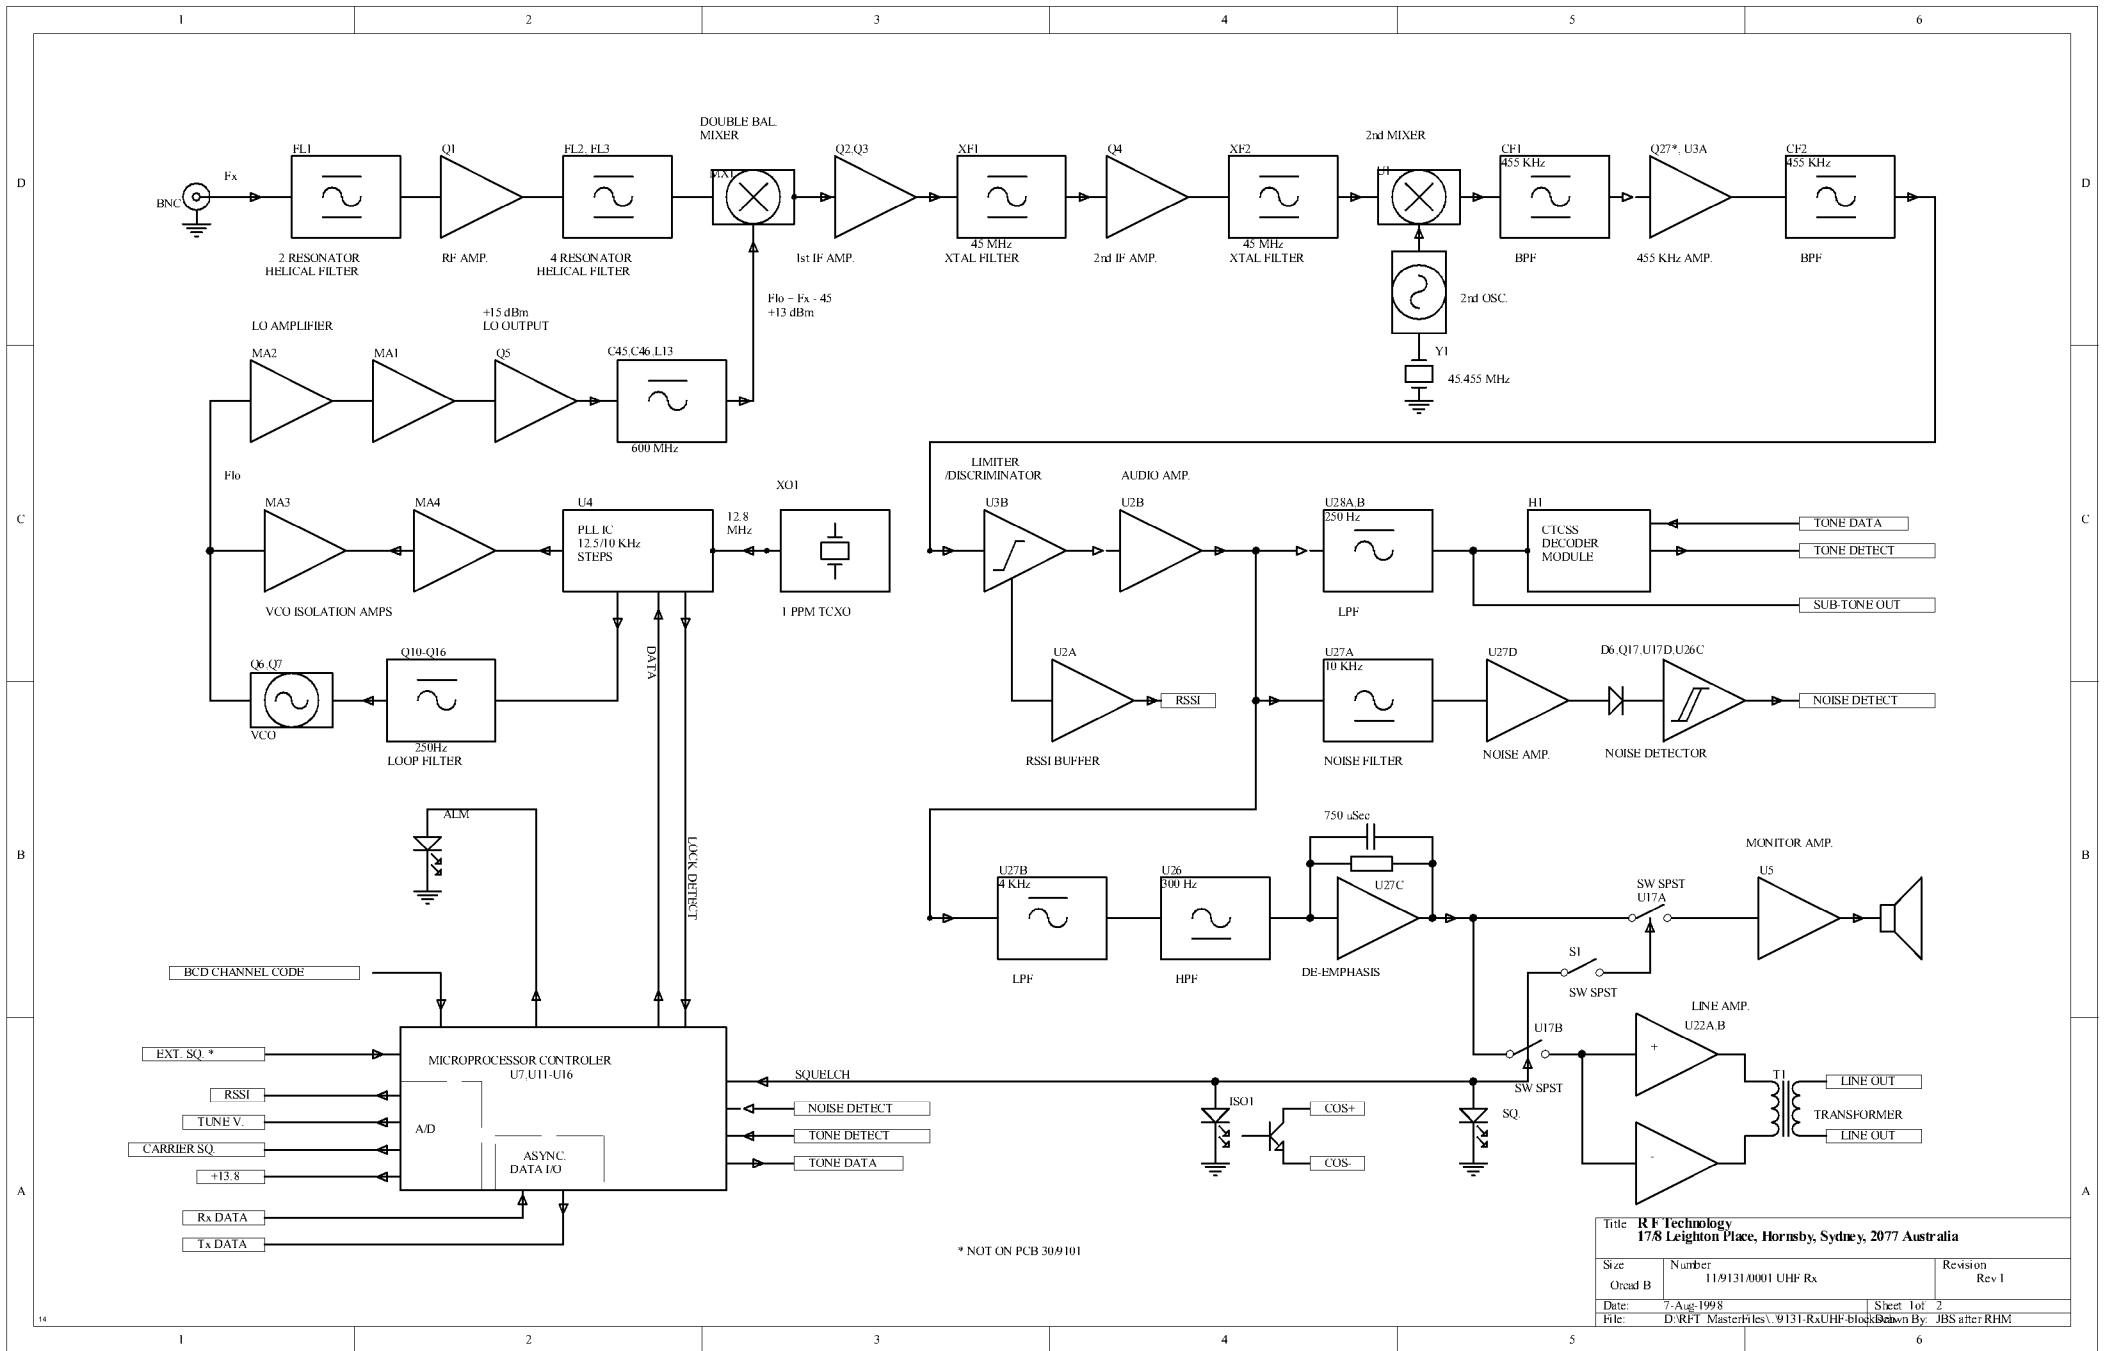 1
2
3
4
5
6
D
D
DOUBLE BAL.
MIXER
2nd MIXER
FL1
Q1
FL2, FL3
MX1
Q2,Q3
XF1
Q4
XF2
U1
CF1
455 KHz
Q27*, U3A
CF2
455 KHz
Fx
BNC
2 RESONATOR
HELICAL FILTER
RF AMP.
4 RESONATOR
HELICAL FILTER
1st IF AMP.
45 MHz
XTAL FILTER
2nd IF AMP.
45 MHz
XTAL FILTER
BPF
455 KHz AMP.
BPF
Flo = Fx - 45
+13 dBm
2nd OSC.
Y1
45.455 MHz
LO AMPLIFIER
+15 dBm
LO OUTPUT
MA2
MA1
Q5
C45,C46,L13
600 MHz
Flo
MA3
MA4
U4
PLL IC
12.5/10 KHz
STEPS
12.8
MHz
XO1
1 PPM TCXO
VCO ISOLATION AMPS
LIMITER
/DISCRIMINATOR
U3B
AUDIO AMP.
U2B
U28A,B
250 Hz
LPF
H1
CTCSS
DECODER
MODULE
TONE DATA
TONE DETECT
SUB-TONE OUT
C
C
Q6,Q7
VCO
Q10-Q16
250Hz
LOOP FILTER
DATA
LOCK DETECT
U2A
RSSI
RSSI BUFFER
U27A
10 KHz
NOISE FILTER
U27D
NOISE AMP.
D6,Q17,U17D,U26C
NOISE DETECTOR
NOISE DETECT
ALM
B
B
U27B
4 KHz
LPF
U26
300 Hz
HPF
750 uSec
U27C
DE-EMPHASIS
SW SPST
U17A
MONITOR AMP.
U5
S1
SW SPST
U17B
SW SPST
LINE AMP.
U22A,B
+
-
T1
LINE OUT
TRANSFORMER
LINE OUT
BCD CHANNEL CODE
EXT. SQ. *
RSSI
TUNE V.
CARRIER SQ.
+13.8
Rx DATA
Tx DATA
MICROPROCESSOR CONTROLER
U7,U11-U16
A/D
ASYNC.
DATA I/O
SQUELCH
NOISE DETECT
TONE DETECT
TONE DATA
ISO1
COS+
COS-
SQ.
A
A
* NOT ON PCB 30/9101
Title R F Technology
17/8 Leighton Place, Hornsby, Sydney, 2077 Australia
Size
Orcad B
Number
11/9131/0001 UHF Rx
Revision
Rev 1
Date: 7-Aug-1998
Sheet 1of 2
File: D:\RFT_MasterFiles\..\9131-RxUHF-block
Drawn By: JBS after RHM
14
1
2
3
4
5
6